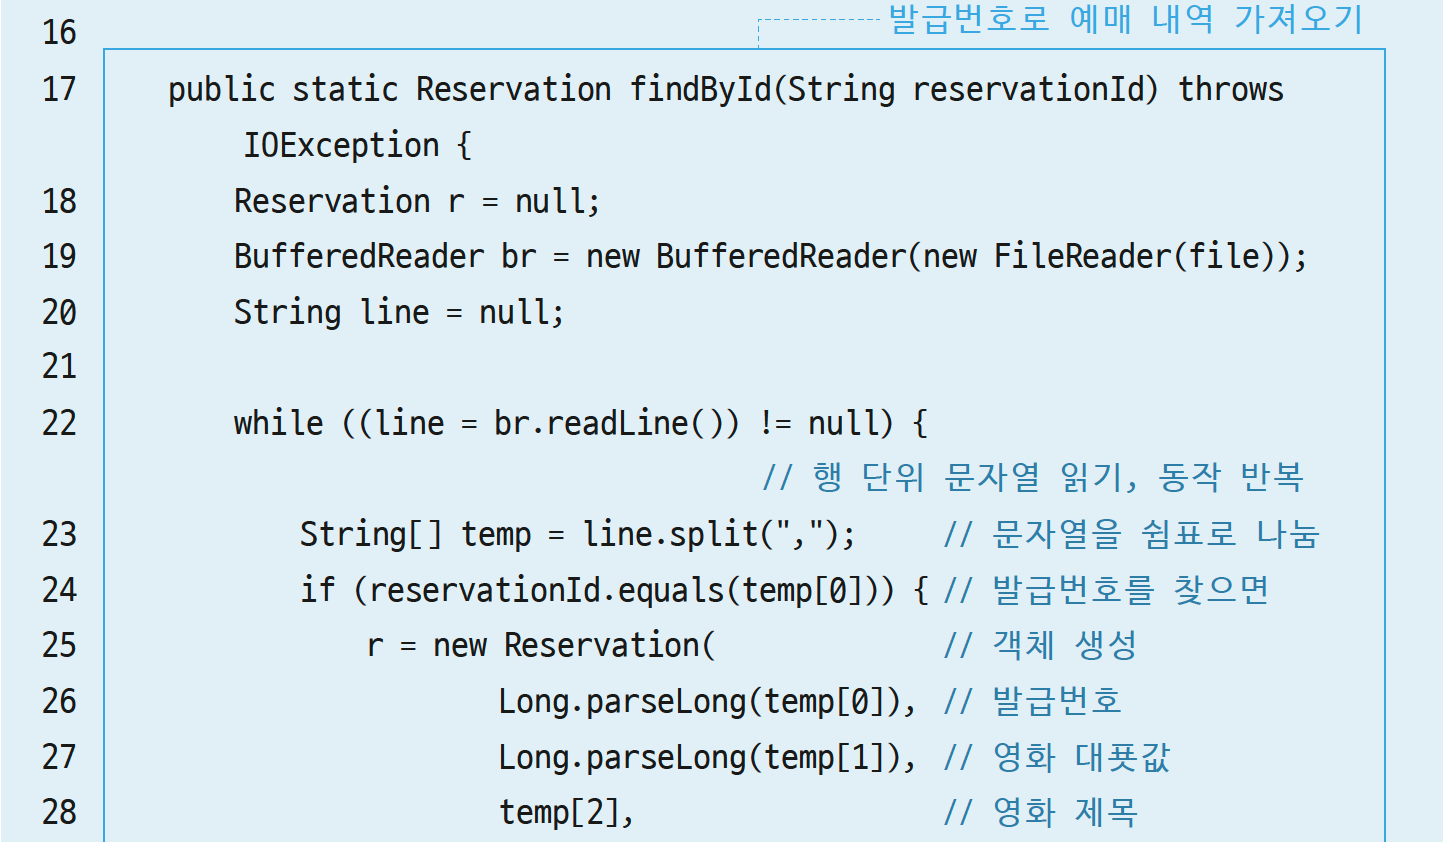 발급번호로 예매 내역 가져오기
16
17 public static Reservation findById(String reservationId) throws
IOException {
18 Reservation r = null;
19 BufferedReader br = new BufferedReader(new FileReader(file));
20 String line = null;
21
22 while ((line = br.readLine()) != null) {
// 행 단위 문자열 읽기, 동작 반복
23 String[] temp = line.split(","); // 문자열을 쉼표로 나눔
24 if (reservationId.equals(temp[0])) { // 발급번호를 찾으면
25 r = new Reservation( // 객체 생성
26 Long.parseLong(temp[0]), // 발급번호
27 Long.parseLong(temp[1]), // 영화 대푯값
28 temp[2], // 영화 제목